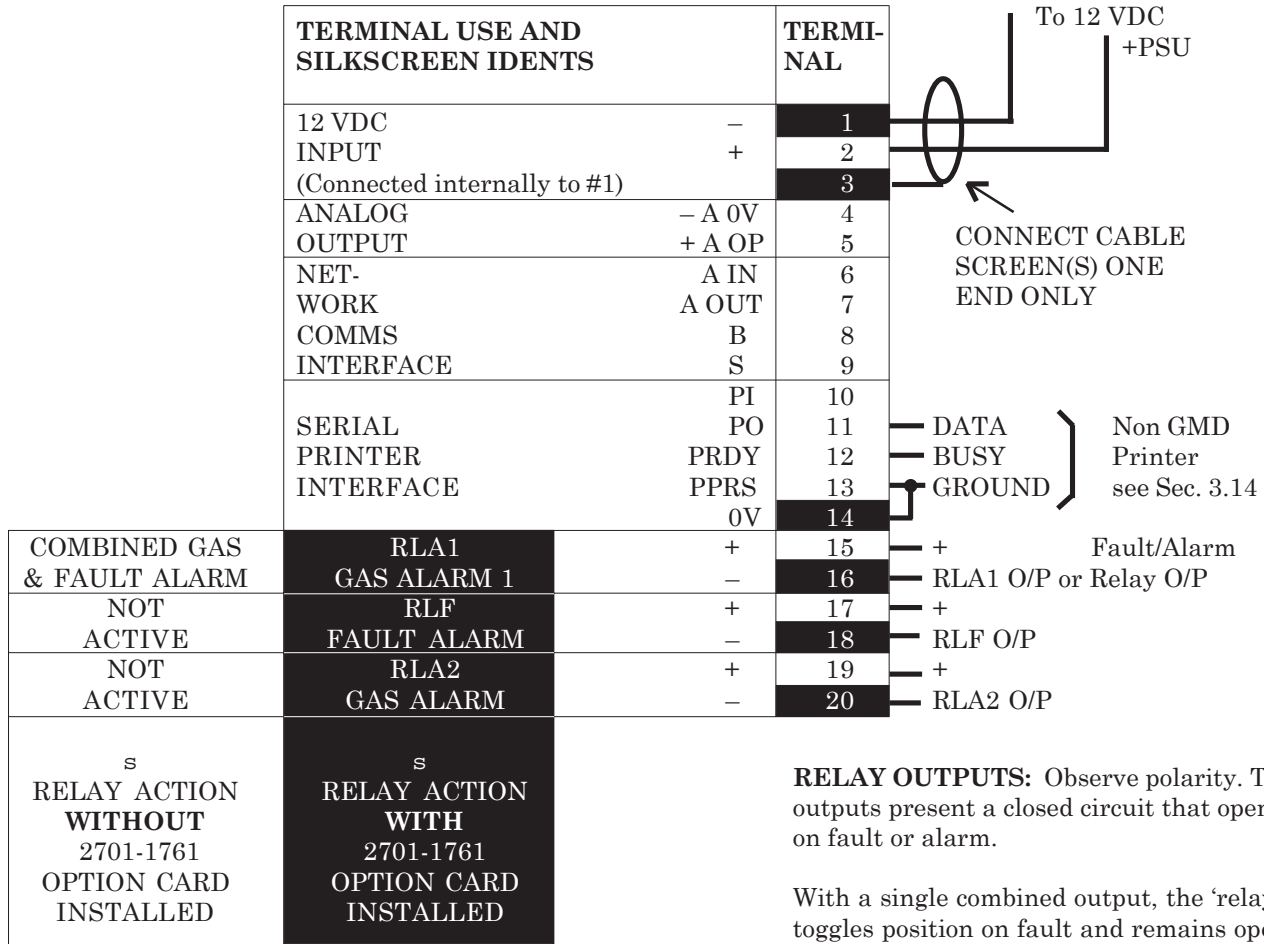 TERMINAL USE AND TERMI- To 12 VDC
SILKSCREEN IDENTS NAL +PSU
12 VDC – 1
INPUT + 2
(Connected internally to #1) 3
ANALOG – A 0V 4
OUTPUT + A OP 5
CONNECT CABLE
SCREEN(S) ONE
END ONLY
NET- A IN 6
WORK A OUT 7
COMMS B 8
INTERFACE S 9
PI 10
SERIAL PO 11 DATA Non GMD
PRINTER PRDY 12 BUSY Printer
INTERFACE PPRS 13 GROUND see Sec. 3.14
0V 14
COMBINED GAS RLA1 + 15 + Fault/Alarm
& FAULT ALARM GAS ALARM 1 – 16 RLA1 O/P or Relay O/P
NOT RLF + 17 +
ACTIVE FAULT ALARM – 18 RLF O/P
NOT RLA2 + 19 +
ACTIVE GAS ALARM – 20 RLA2 O/P
s
RELAY ACTION
WITHOUT
2701-1761
OPTION CARD
INSTALLED
s
RELAY ACTION
WITH
2701-1761
OPTION CARD
INSTALLED
RELAY OUTPUTS: Observe polarity.
outputs present a closed circuit that
on fault or alarm.
With a single combined output, the
toggles position on fault and remains